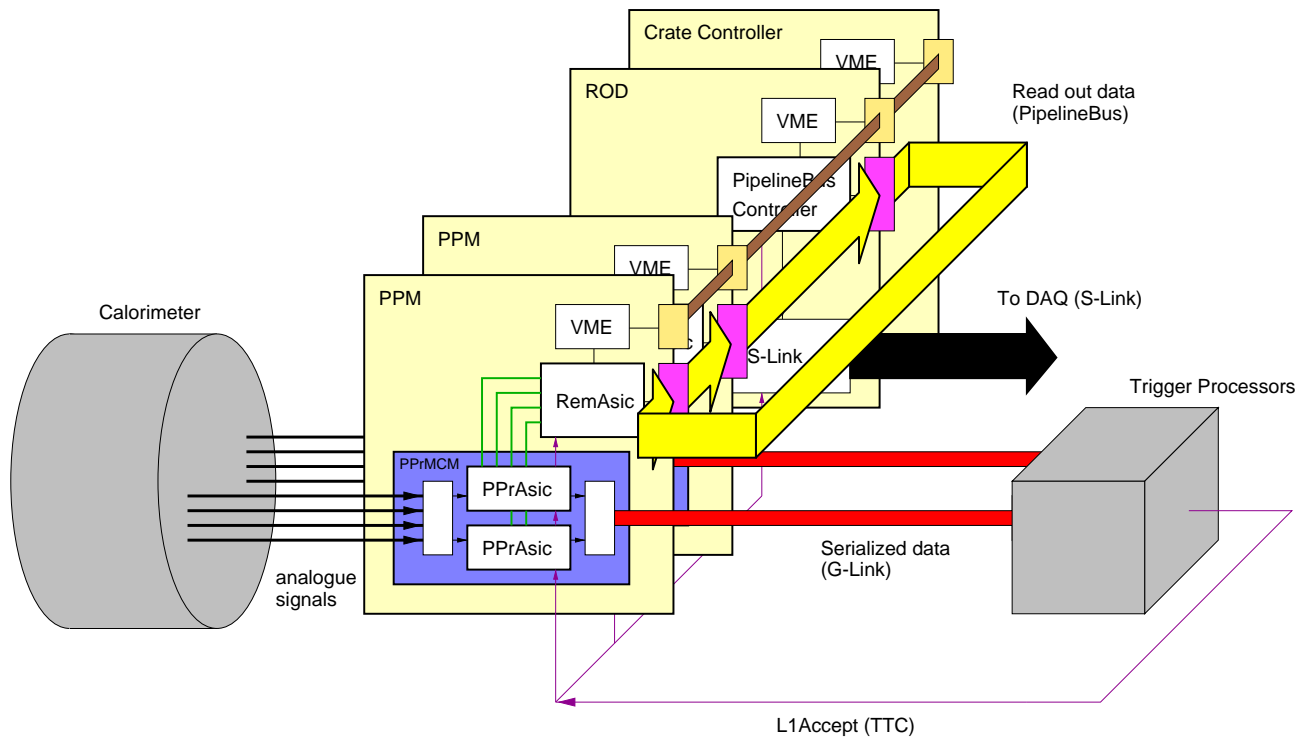 Crate Controller
VME
ROD
VME
Read out data
(PipelineBus)
PipelineBus
Controller
PPM
VME
PPM
VME
Calorimeter
To DAQ (S-Link)
S-Link
RemAsic
Trigger Processors
PPrMCM
PPrAsic
PPrAsic
analogue
signals
Serialized data
(G-Link)
L1Accept (TTC)